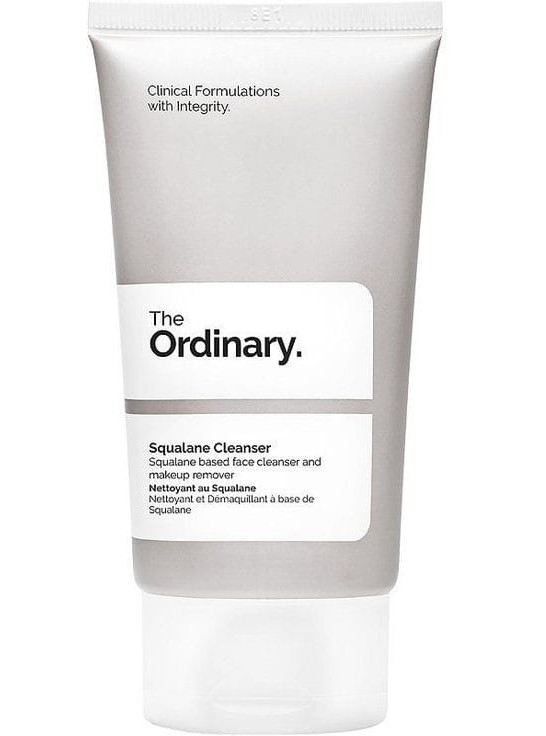 Clinical Formulations
with Integrity.
The
Ordinary.
Squalane Cleanser
Squalane based face cleanser and
makeup remover
Nettoyant au Squalane
Nettoyant et Démaquillant à base de
Squalane